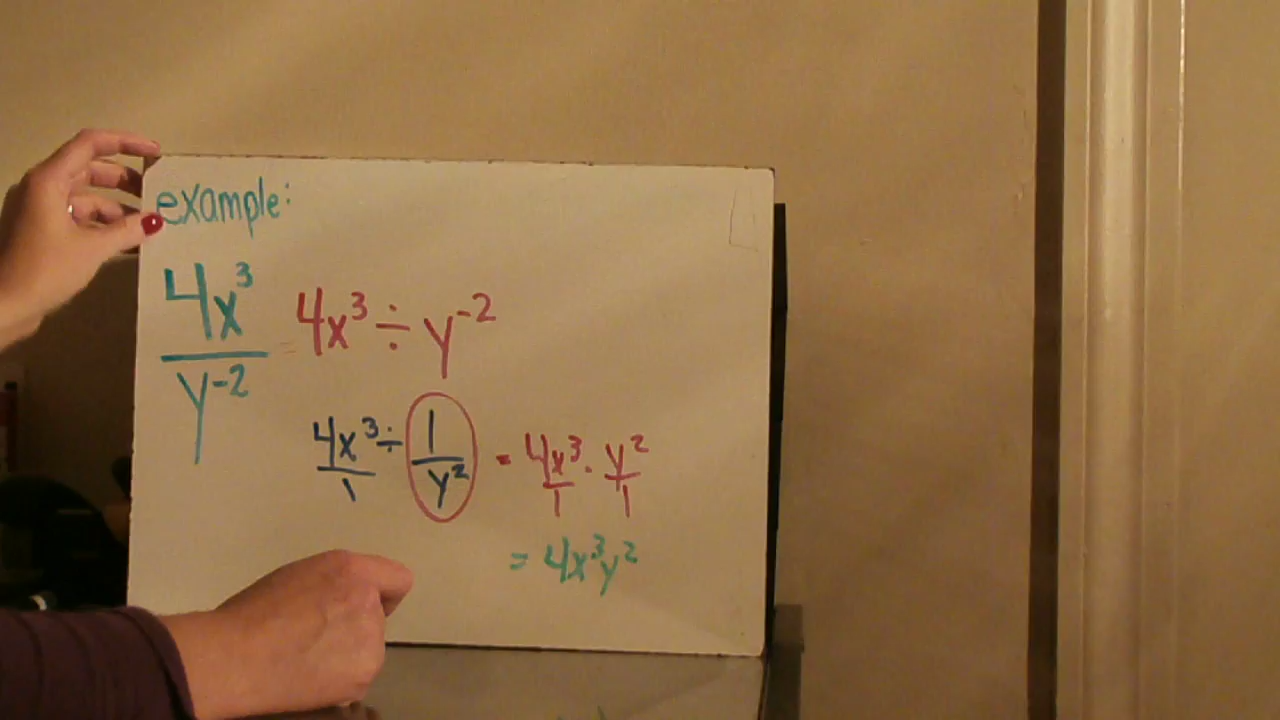 example:
4x³/y⁻² = 4x³ ÷ y⁻²
4x³/1 ÷ 1/y² = 4x³/1 · y²/1
= 4x³y²